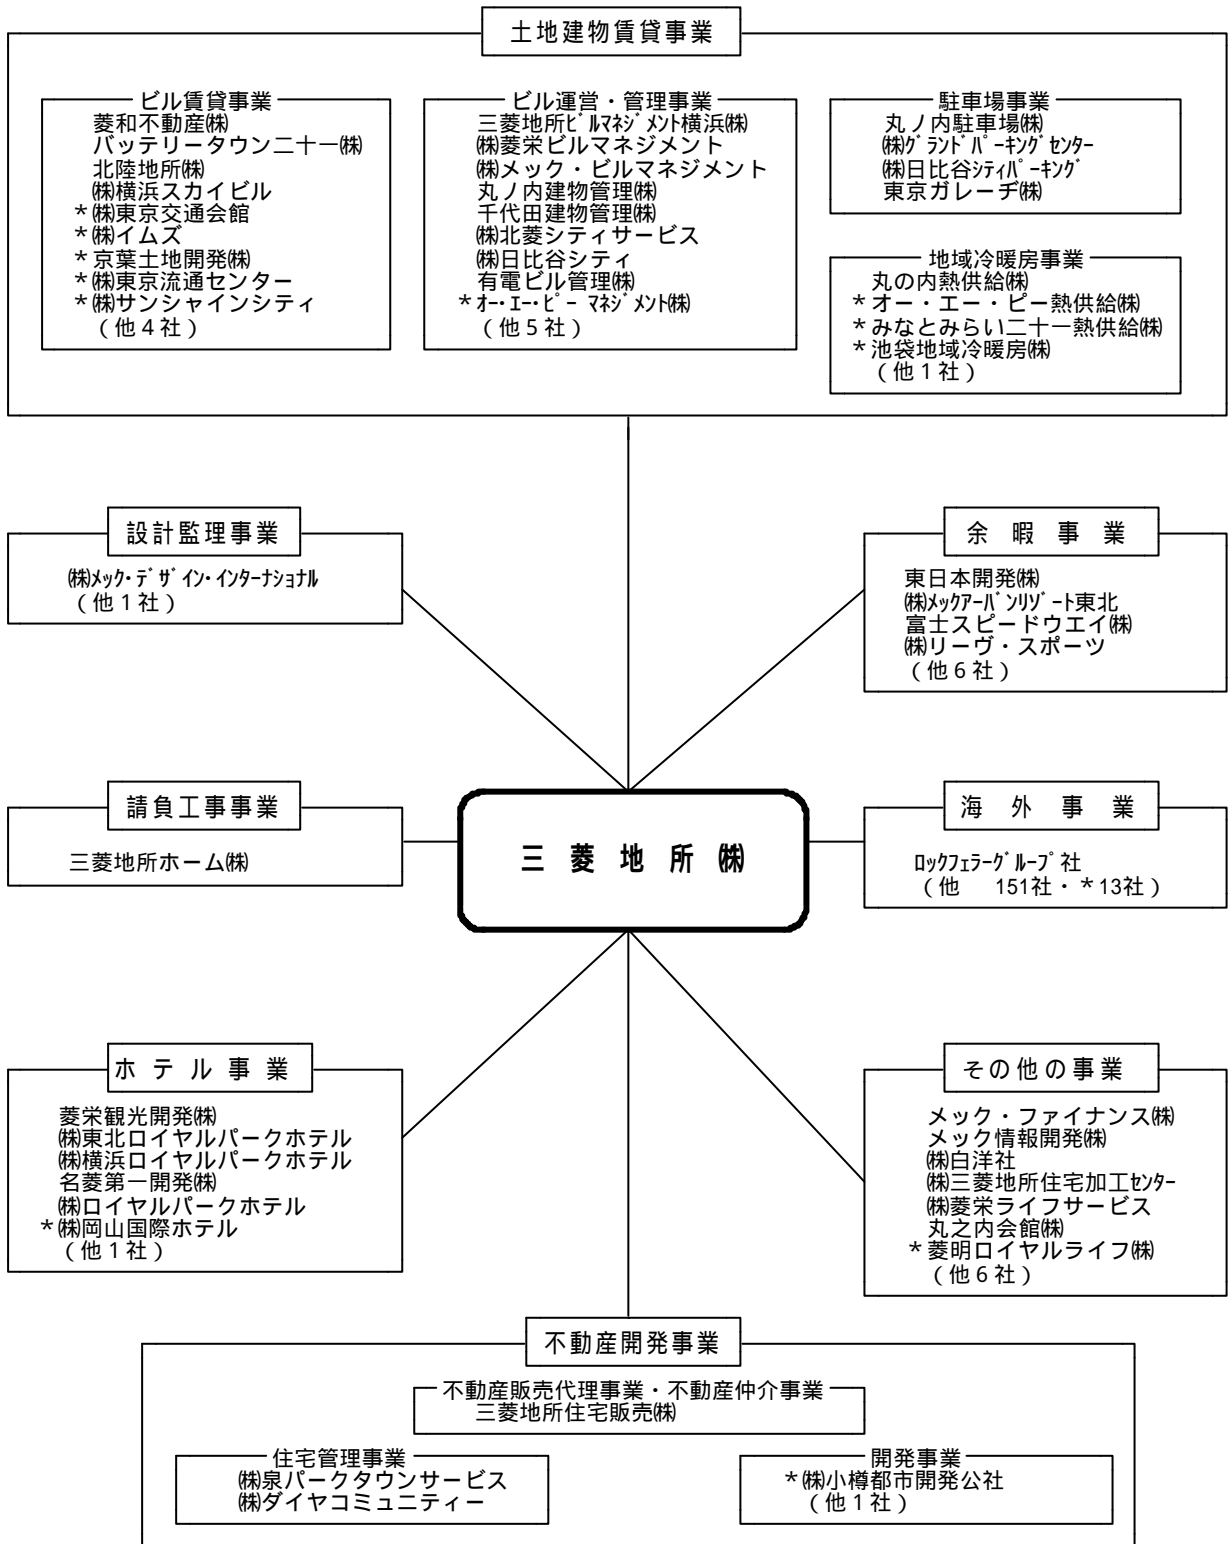 土地建物賃貸事業
ビル賃貸事業
菱和不動産㈱
バッテリータウン二十一㈱
北陸地所㈱
㈱横浜スカイビル
*㈱東京交通会館
*㈱イムズ
*京葉土地開発㈱
*㈱東京流通センター
*㈱サンシャインシティ
(他4社)
ビル運営・管理事業
三菱地所ﾋﾞﾙﾏﾈｼﾞﾒﾝﾄ横浜㈱
㈱菱栄ビルマネジメント
㈱メック・ビルマネジメント
丸ノ内建物管理㈱
千代田建物管理㈱
㈱北菱シティサービス
㈱日比谷シティ
有電ビル管理㈱
*ｵｰ･ｴｰ･ﾋﾟｰ ﾏﾈｼﾞﾒﾝﾄ㈱
(他5社)
駐車場事業
丸ノ内駐車場㈱
㈱ｸﾞﾗﾝﾄﾞﾊﾟｰｷﾝｸﾞｾﾝﾀｰ
㈱日比谷ｼﾃｨﾊﾟｰｷﾝｸﾞ
東京ガレーヂ㈱
地域冷暖房事業
丸の内熱供給㈱
*オー・エー・ピー熱供給㈱
*みなとみらい二十一熱供給㈱
*池袋地域冷暖房㈱
(他1社)
設計監理事業
㈱ﾒｯｸ･ﾃﾞｻﾞｲﾝ･ｲﾝﾀｰﾅｼｮﾅﾙ
(他1社)
余暇事業
東日本開発㈱
㈱ﾒｯｸｱｰﾊﾞﾝﾘｿﾞｰﾄ東北
富士スピードウエイ㈱
㈱リーヴ・スポーツ
(他6社)
請負工事事業
三菱地所ホーム㈱
三菱地所㈱
海外事業
ﾛｯｸﾌｪﾗｰｸﾞﾙｰﾌﾟ社
(他 151社・*13社)
ホテル事業
菱栄観光開発㈱
㈱東北ロイヤルパークホテル
㈱横浜ロイヤルパークホテル
名菱第一開発㈱
㈱ロイヤルパークホテル
*㈱岡山国際ホテル
(他1社)
その他の事業
メック・ファイナンス㈱
メック情報開発㈱
㈱白洋社
㈱三菱地所住宅加工ｾﾝﾀｰ
㈱菱栄ライフサービス
丸之内会館㈱
*菱明ロイヤルライフ㈱
(他6社)
不動産開発事業
不動産販売代理事業・不動産仲介事業
三菱地所住宅販売㈱
住宅管理事業
㈱泉パークタウンサービス
㈱ダイヤコミュニティー
開発事業
*㈱小樽都市開発公社
(他1社)